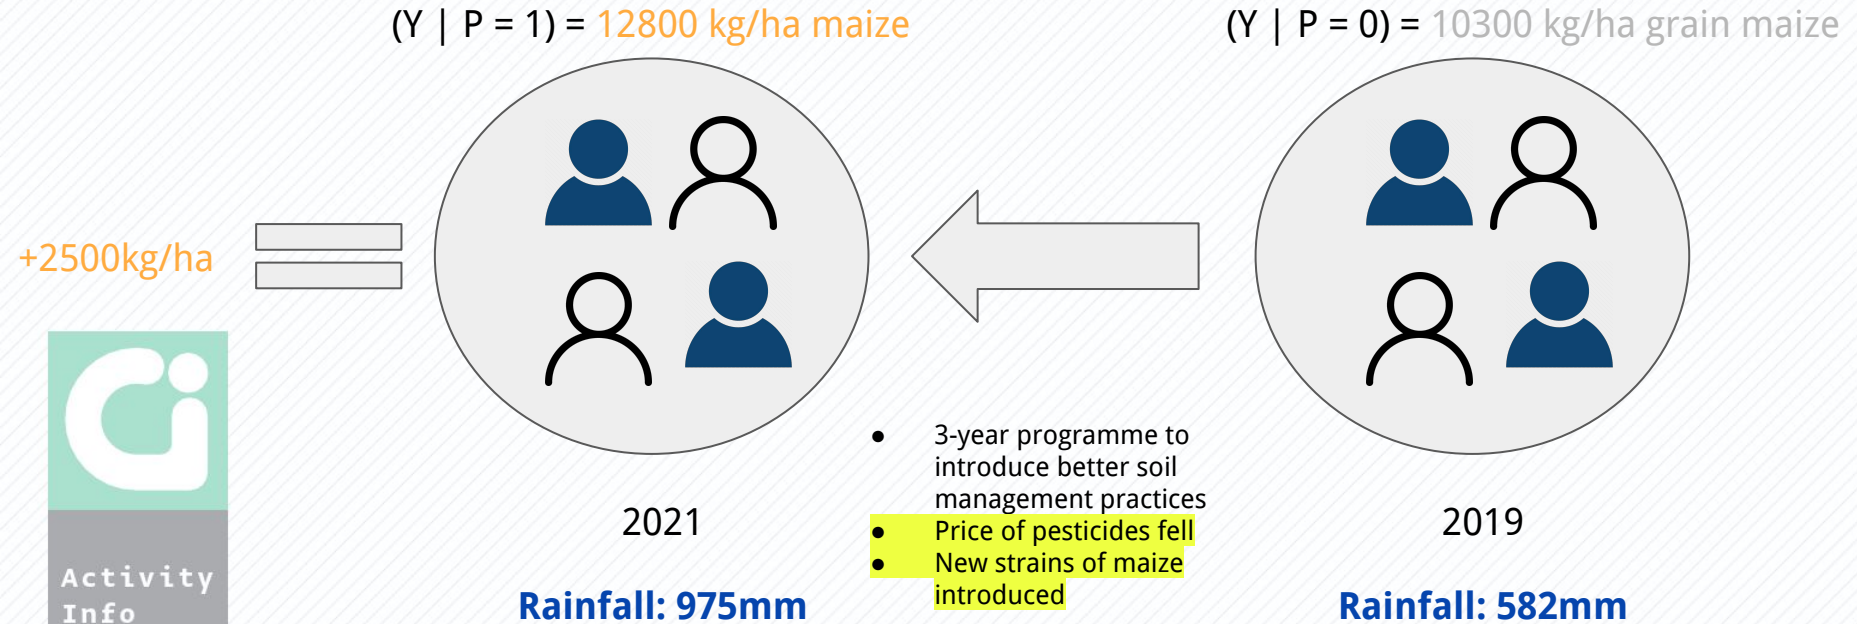 (Y | P = 1) = 12800 kg/ha maize
(Y | P = 0) = 10300 kg/ha grain maize
+2500kg/ha
● 3-year programme to
introduce better soil
management practices
● Price of pesticides fell
● New strains of maize
introduced
2021
2019
Rainfall: 975mm
Rainfall: 582mm
Activity
Info